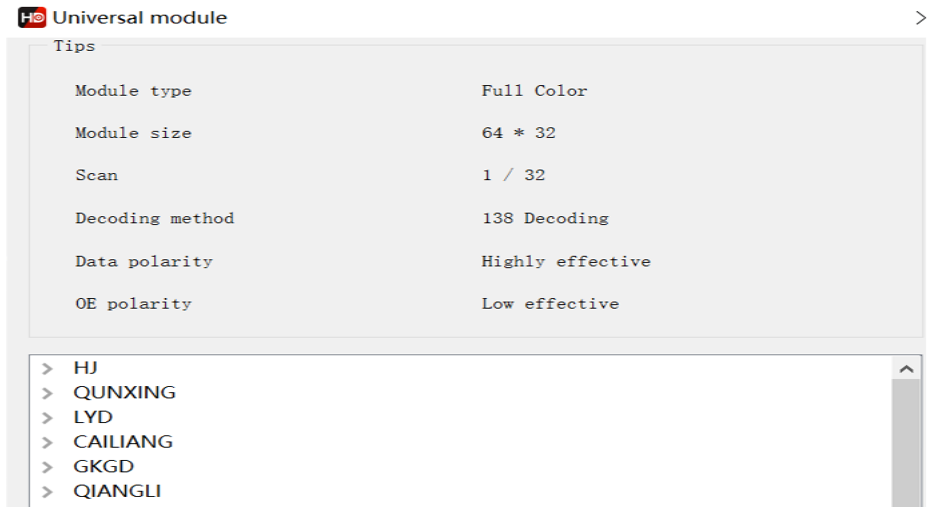 HD Universal module
Tips
Module type Full Color
Module size 64 * 32
Scan 1 / 32
Decoding method 138 Decoding
Data polarity Highly effective
OE polarity Low effective
HJ
QUNXING
LYD
CAILIANG
GKGD
QIANGLI